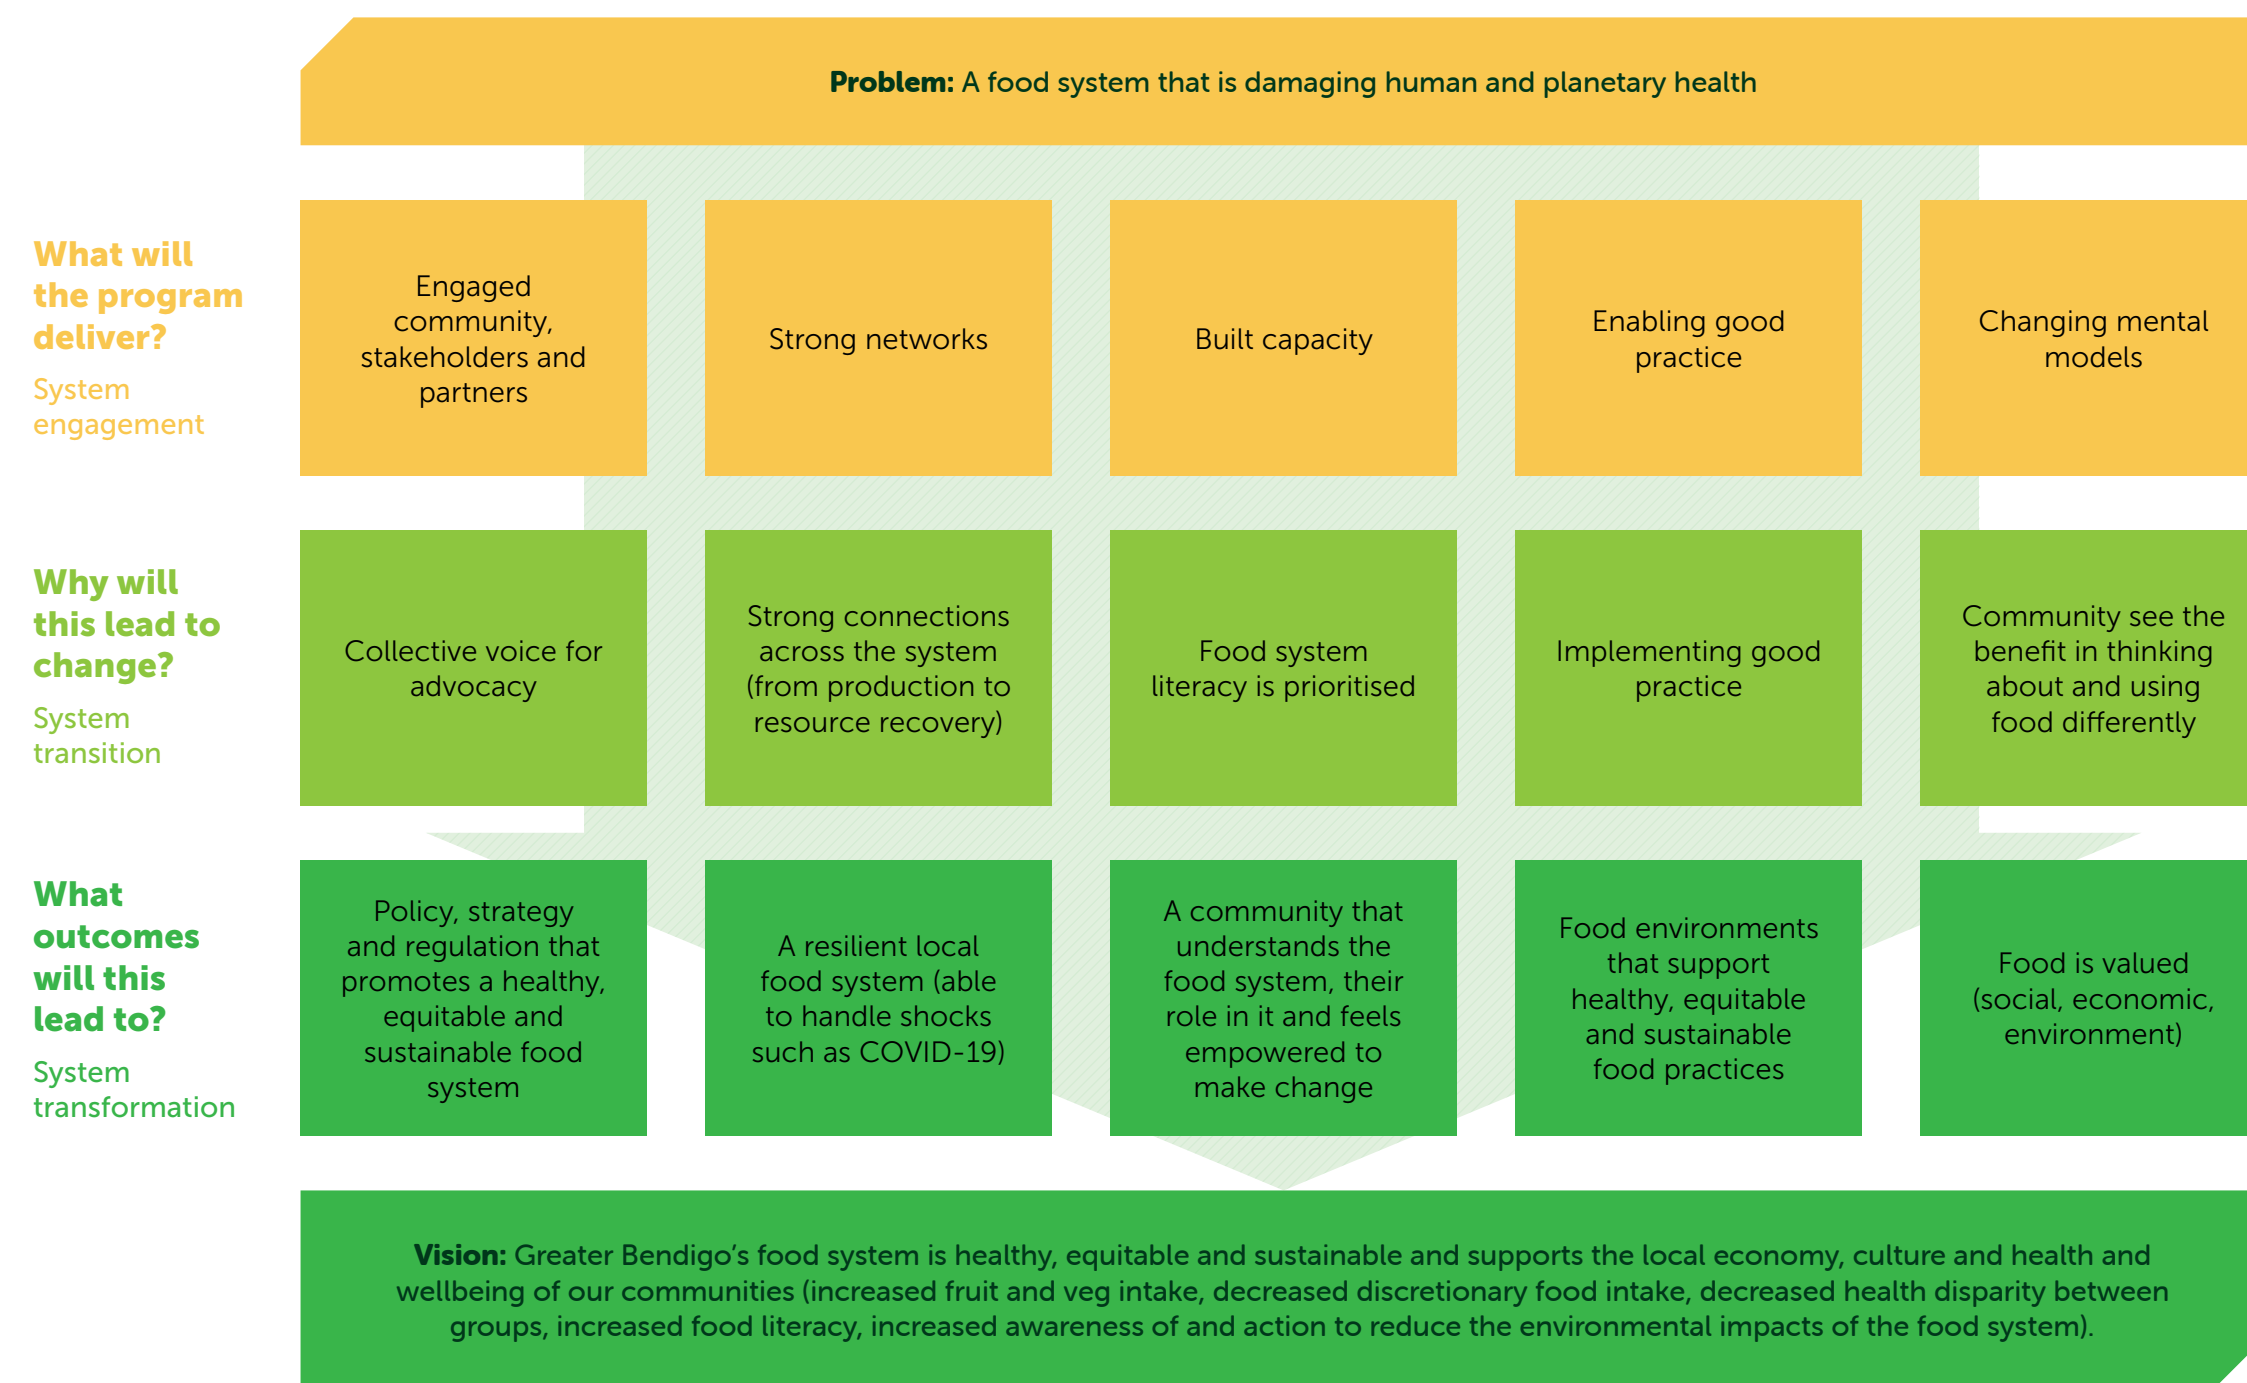 Problem: A food system that is damaging human and planetary health
What will
the program
deliver?
System
engagement
Engaged
community,
stakeholders and
partners
Strong networks
Built capacity
Enabling good
practice
Changing mental
models
Why will
this lead to
change?
System
transition
Collective voice for
advocacy
Strong connections
across the system
(from production to
resource recovery)
Food system
literacy is prioritised
Implementing good
practice
Community see the
benefit in thinking
about and using
food differently
What
outcomes
will this
lead to?
System
transformation
Policy, strategy
and regulation that
promotes a healthy,
equitable and
sustainable food
system
A resilient local
food system (able
to handle shocks
such as COVID-19)
A community that
understands the
food system, their
role in it and feels
empowered to
make change
Food environments
that support
healthy, equitable
and sustainable
food practices
Food is valued
(social, economic,
environment)
Vision: Greater Bendigo’s food system is healthy, equitable and sustainable and supports the local economy, culture and health and
wellbeing of our communities (increased fruit and veg intake, decreased discretionary food intake, decreased health disparity between
groups, increased food literacy, increased awareness of and action to reduce the environmental impacts of the food system).